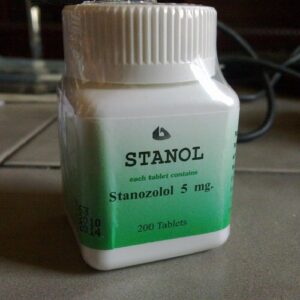 STANOL
each tablet contains
Stanozolol 5 mg.
200 Tablets